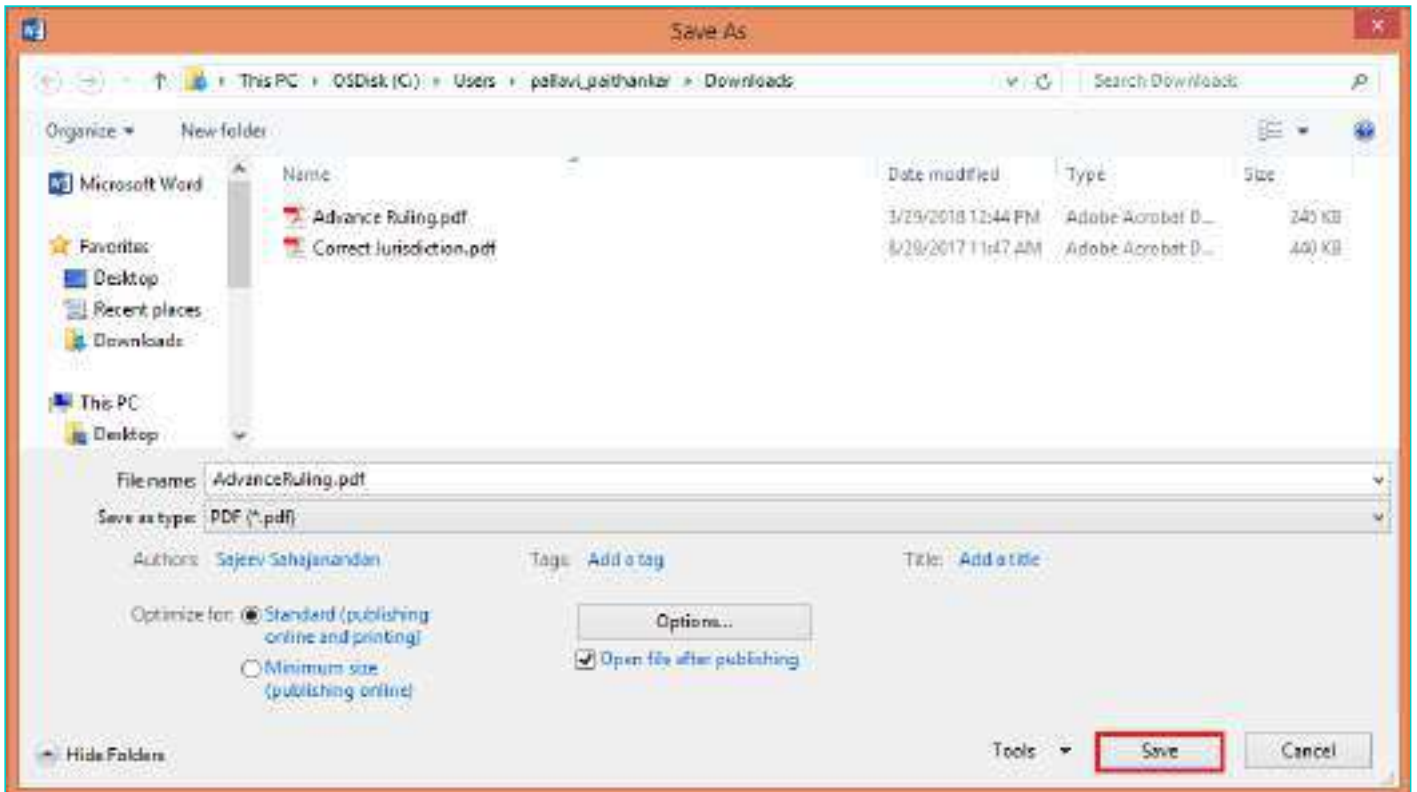 Save As
This PC OSDisk (C:) Users pallavi_paithankar Downloads Search Downloads
Organize New folder
Microsoft Word
Favorites
Desktop
Recent places
Downloads
This PC
Desktop
Name Date modified Type Size
Advance Ruling.pdf 3/29/2018 12:44 PM Adobe Acrobat D... 245 KB
Correct Jurisdiction.pdf 11:47 AM Adobe Acrobat D... 440 KB
File name: AdvanceRuling.pdf
Save as type: PDF (*.pdf)
Authors: Sajeev Sahajanandan Tags: Add a tag Title: Add a title
Optimize for: Standard (publishing
online and printing)
Minimum size
(publishing online)
Options...
Open file after publishing
Hide Folders Tools Save Cancel